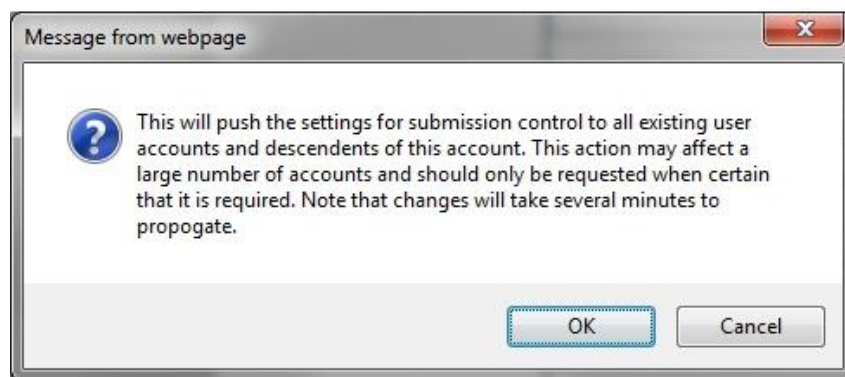 Message from webpage
This will push the settings for submission control to all existing user
accounts and descendents of this account. This action may affect a
large number of accounts and should only be requested when certain
that it is required. Note that changes will take several minutes to
propogate.
OK Cancel